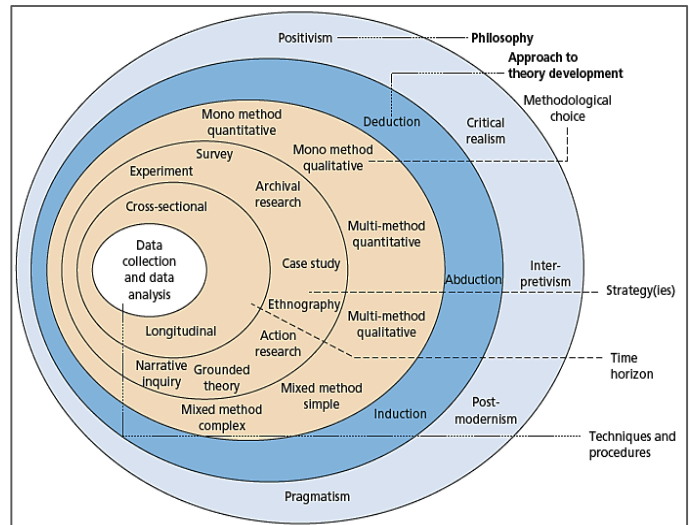 Positivism
Philosophy
Approach to
theory development
Methodological
choice
Mono method
quantitative
Deduction
Critical
realism
Survey
Mono method
qualitative
Experiment
Archival
research
Cross-sectional
Multi-method
quantitative
Data
collection
and data
analysis
Case study
Abduction
Inter-
pretivism
Strategy(ies)
Ethnography
Multi-method
qualitative
Longitudinal
Action
research
Time
horizon
Narrative
inquiry
Grounded
theory
Mixed method
simple
Mixed method
complex
Induction
Post-
modernism
Techniques and
procedures
Pragmatism